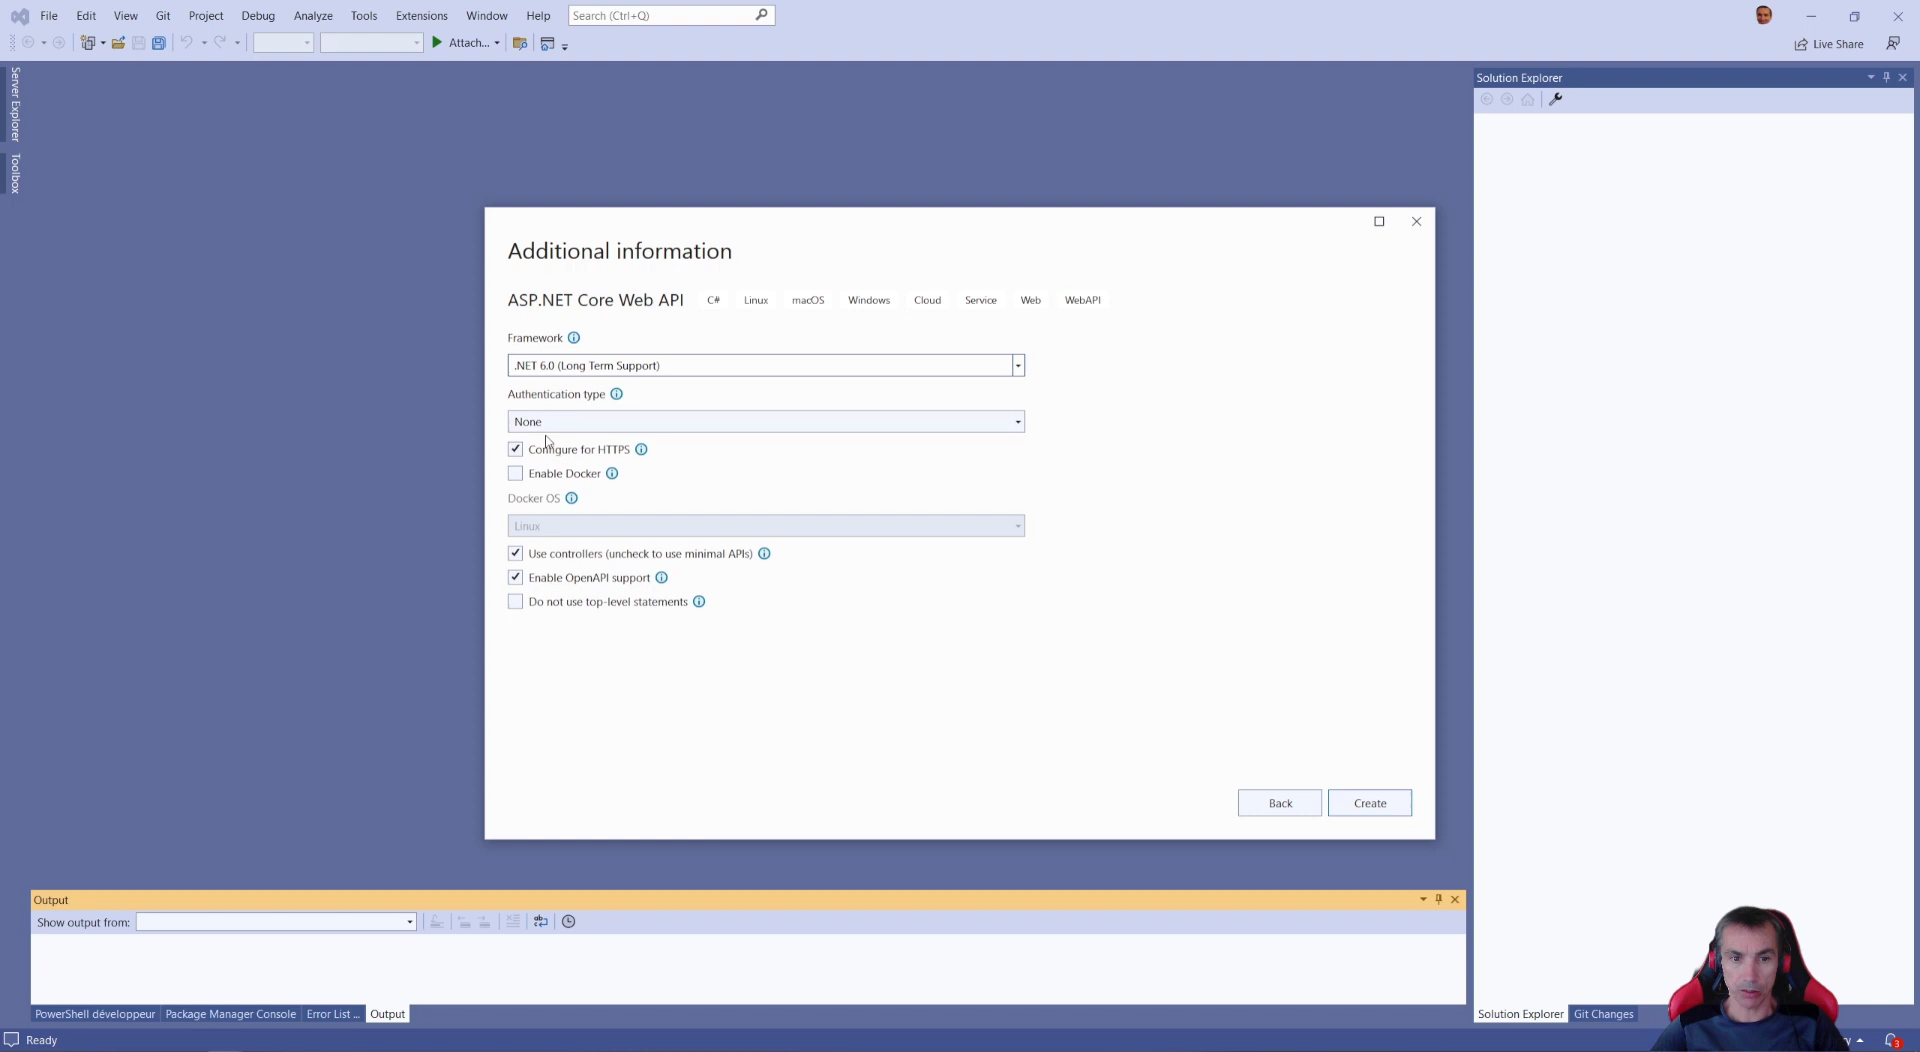 File Edit View Git Project Debug Analyze Tools Extensions Window Help Search (Ctrl+Q)
Attach...
Live Share
Server Explorer
Toolbox
Solution Explorer
Additional information
ASP.NET Core Web API C# Linux macOS Windows Cloud Service Web WebAPI
Framework
.NET 6.0 (Long Term Support)
Authentication type
None
Configure for HTTPS
Enable Docker
Docker OS
Linux
Use controllers (uncheck to use minimal APIs)
Enable OpenAPI support
Do not use top-level statements
Back Create
Output
Show output from:
PowerShell développeur Package Manager Console Error List ... Output
Solution Explorer Git Changes
Ready
3